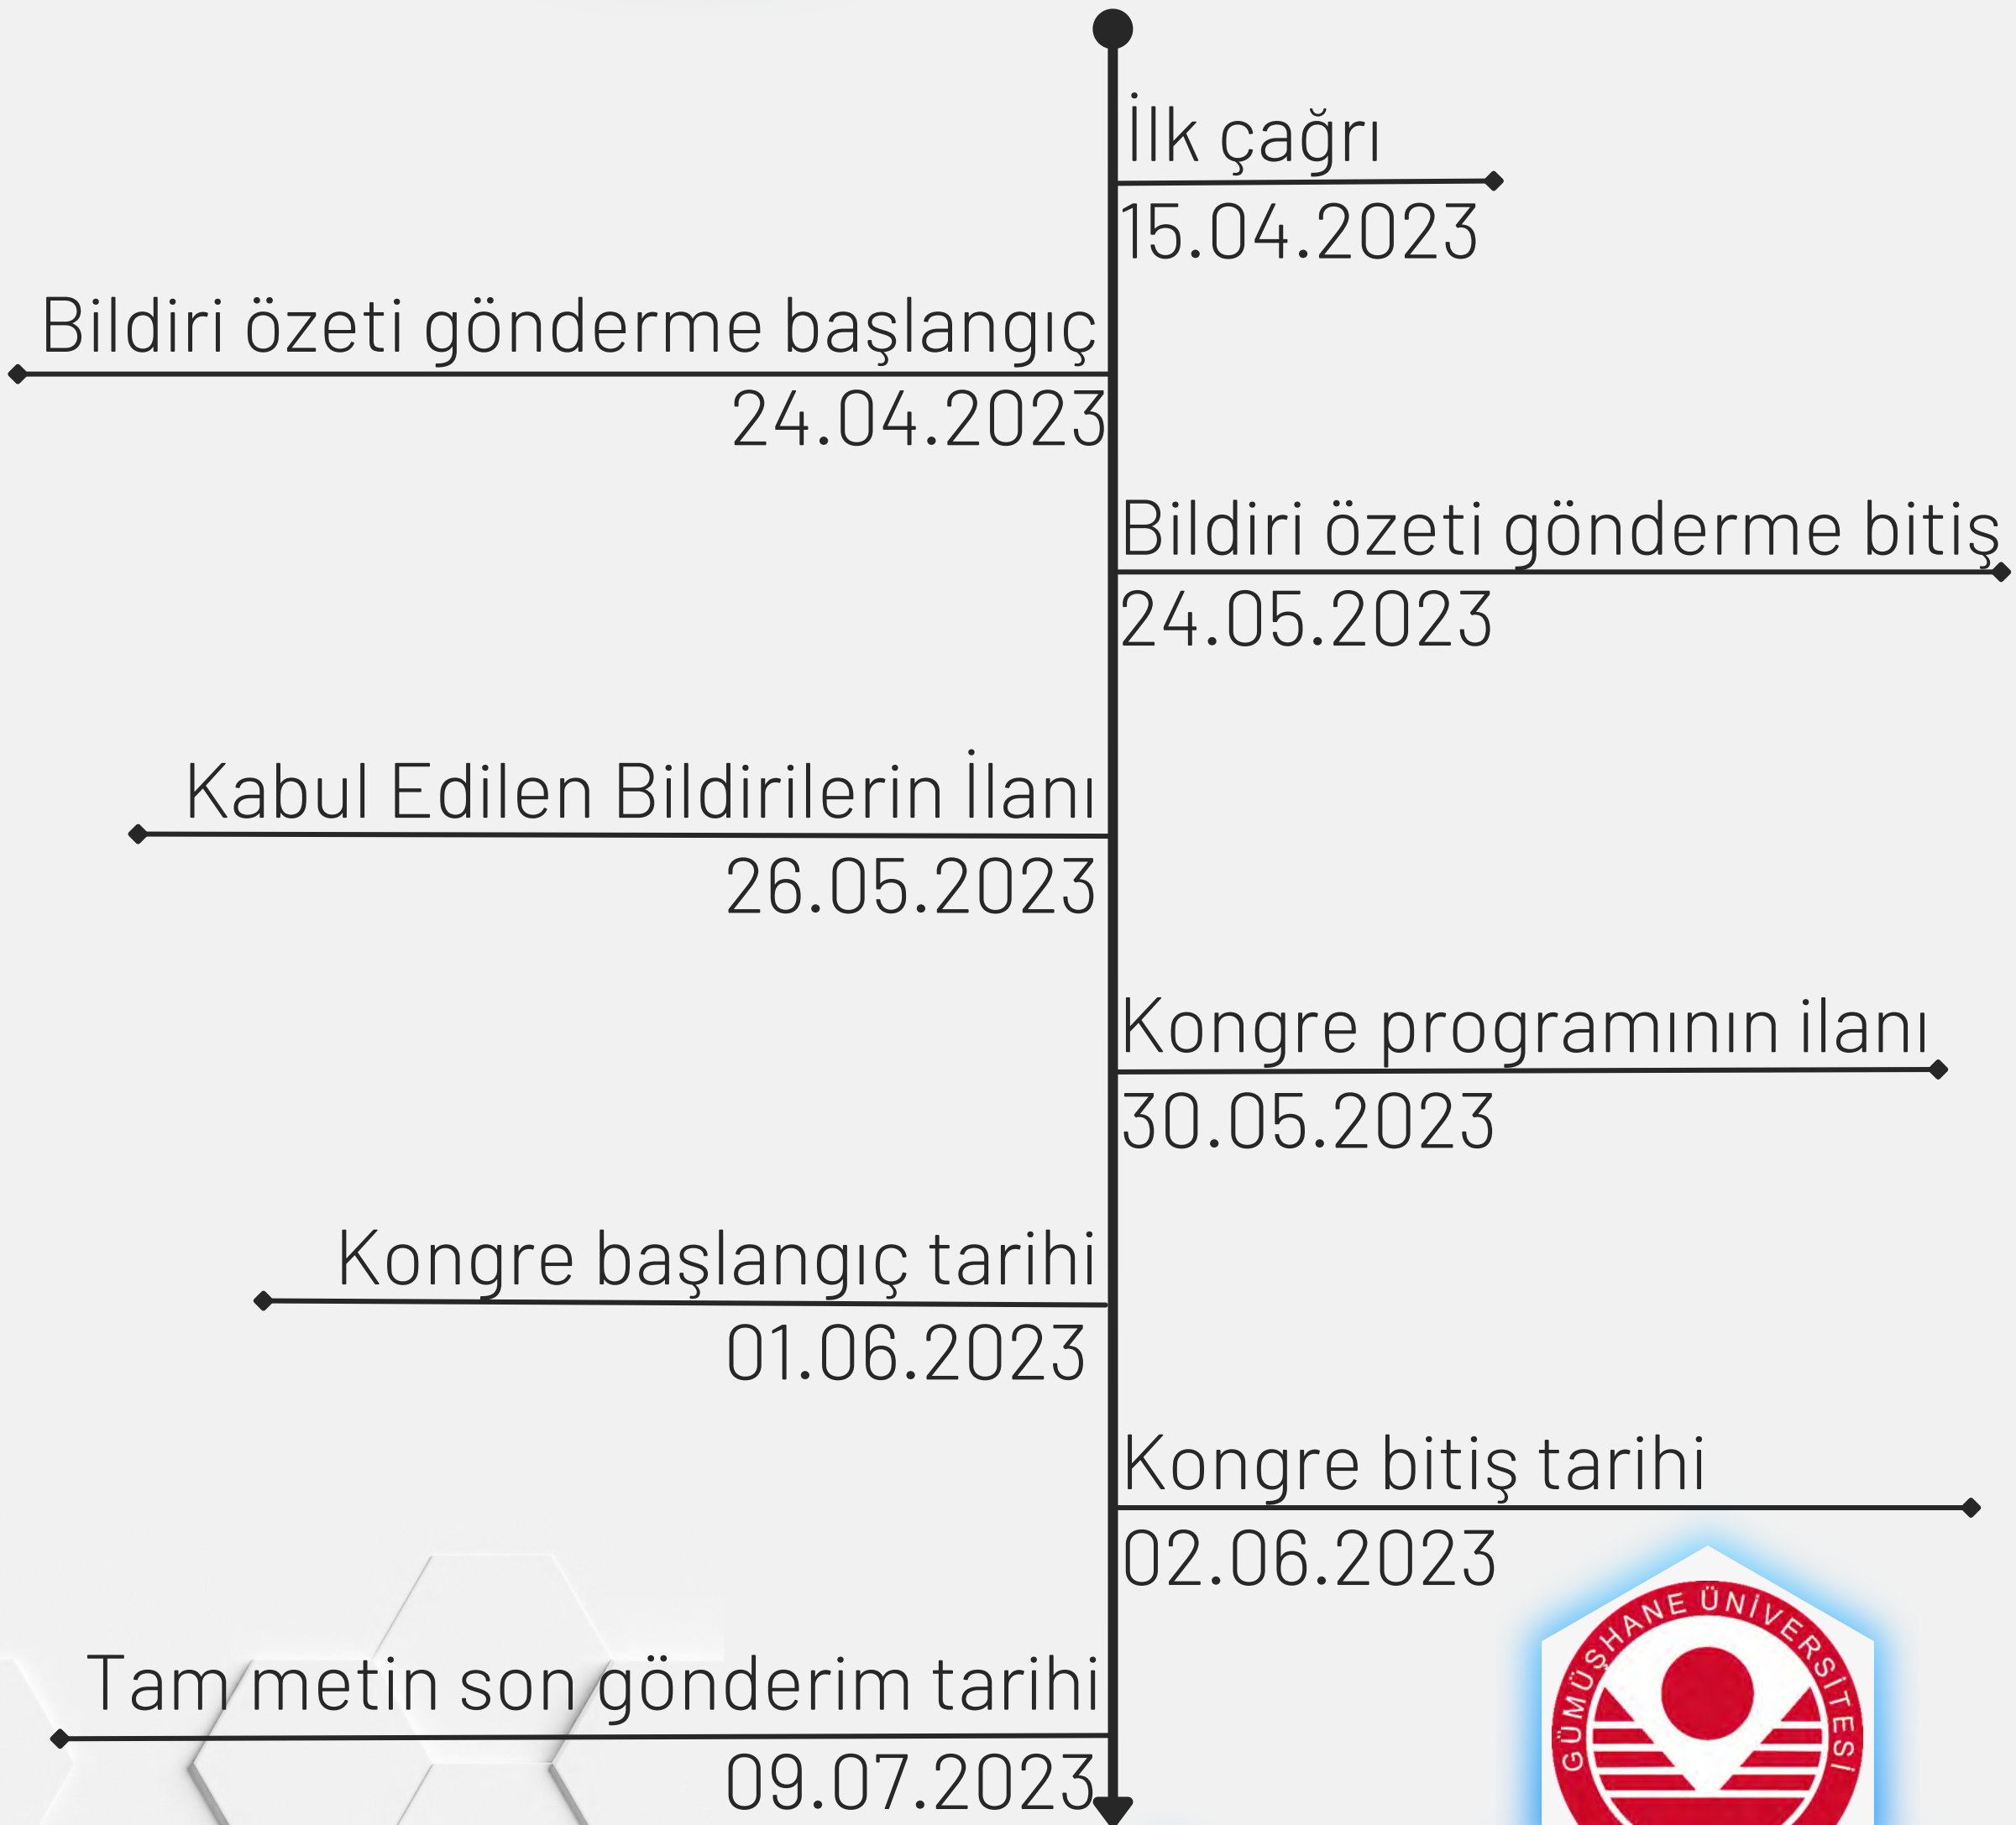 İlk çağrı
15.04.2023
Bildiri özeti gönderme başlangıç
24.04.2023
Bildiri özeti gönderme bitiş
24.05.2023
Kabul Edilen Bildirilerin İlanı
26.05.2023
Kongre programının ilanı
30.05.2023
Kongre başlangıç tarihi
01.06.2023
Kongre bitiş tarihi
02.06.2023
Tam metin son gönderim tarihi
09.07.2023
GÜMÜŞHANE ÜNİVERSİTESİ